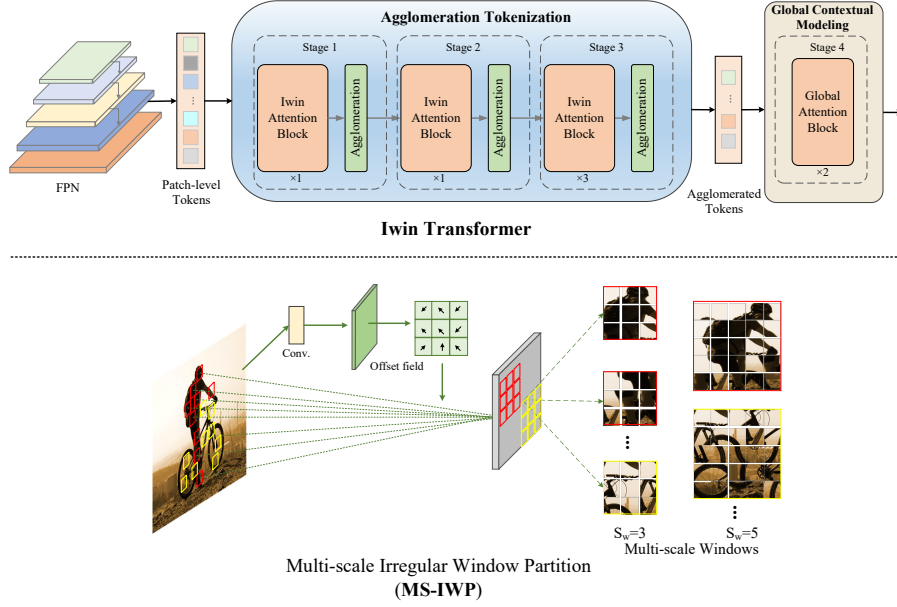 Agglomeration Tokenization
Global Contextual
Modeling
Stage 1
Stage 2
Stage 3
Stage 4
Iwin
Attention
Block
Agglomeration
Iwin
Attention
Block
Agglomeration
Iwin
Attention
Block
Agglomeration
Global
Attention
Block
×1
×1
×3
×2
FPN
Patch-level
Tokens
Agglomerated
Tokens
Iwin Transformer
Conv.
Offset field
S_w=3
S_w=5
Multi-scale Windows
Multi-scale Irregular Window Partition
(MS-IWP)